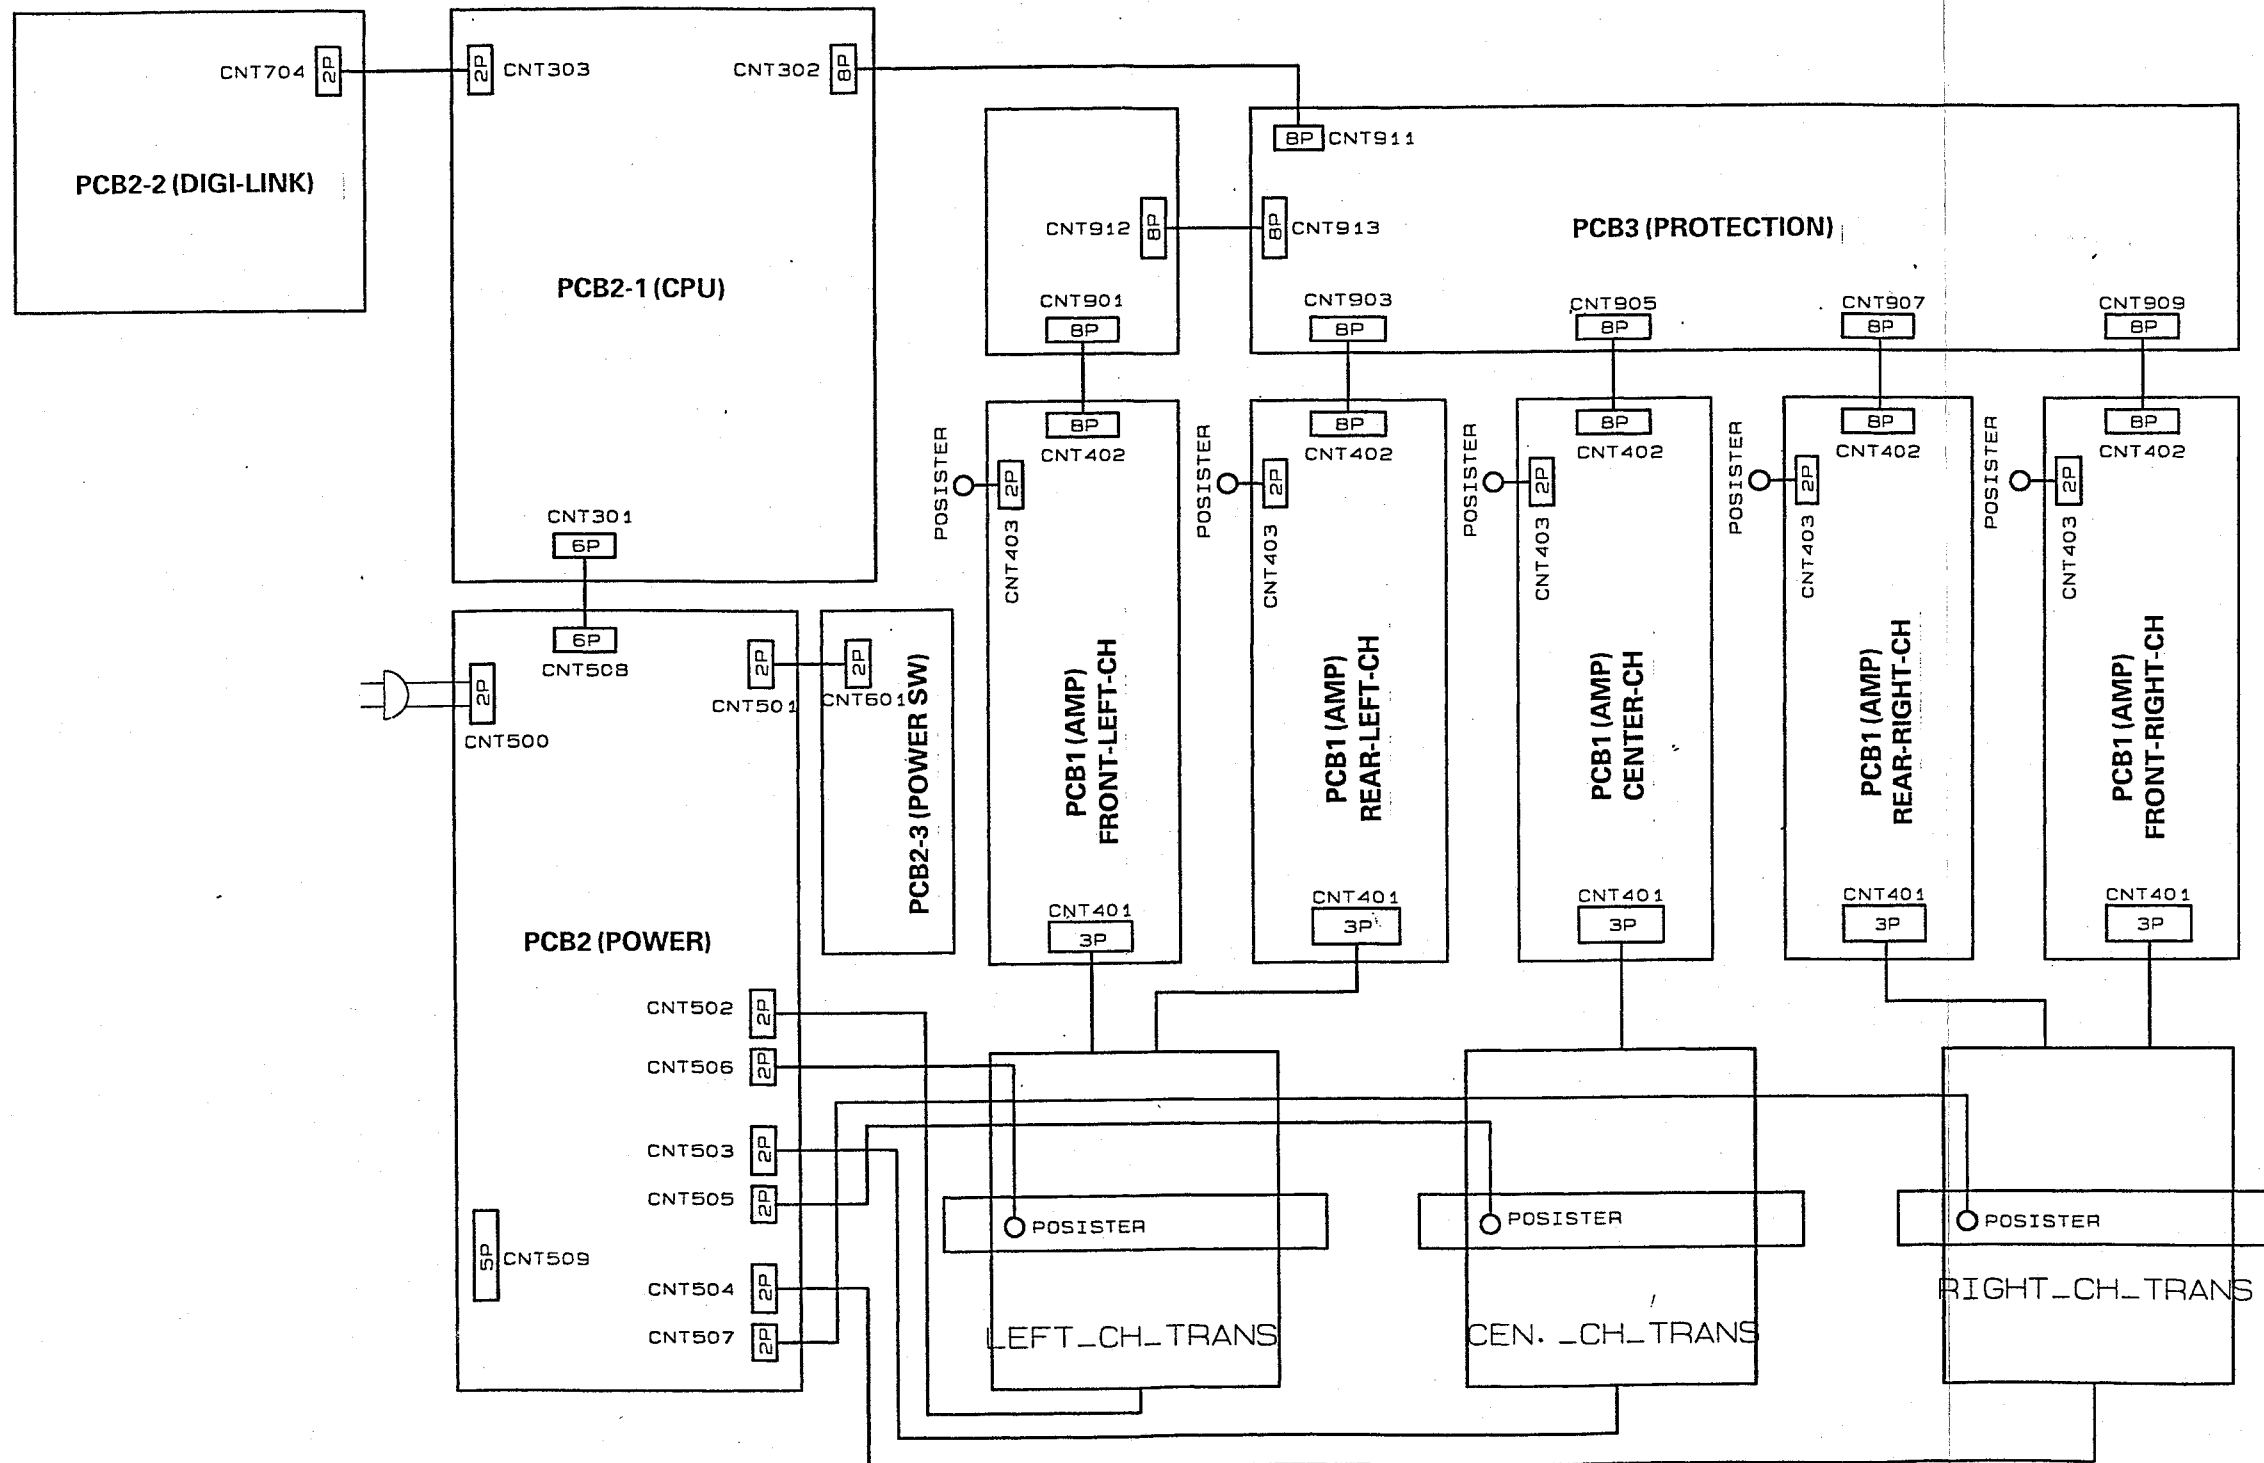 CNT704
2P
2P
CNT303
CNT302
8P
PCB2-2 (DIGI-LINK)
PCB2-1 (CPU)
8P
CNT911
CNT912
8P
8P
CNT913
PCB3 (PROTECTION)
CNT901
8P
CNT903
8P
CNT905
8P
CNT907
8P
CNT909
8P
8P
CNT402
8P
CNT402
8P
CNT402
8P
CNT402
8P
CNT402
POSISTER
2P
CNT403
POSISTER
2P
CNT403
POSISTER
2P
CNT403
POSISTER
2P
CNT403
POSISTER
2P
CNT403
CNT301
6P
6P
CNT508
2P
CNT500
2P
CNT501
2P
CNT601
PCB2-3 (POWER SW)
PCB1 (AMP)
FRONT-LEFT-CH
PCB1 (AMP)
REAR-LEFT-CH
PCB1 (AMP)
CENTER-CH
PCB1 (AMP)
REAR-RIGHT-CH
PCB1 (AMP)
FRONT-RIGHT-CH
CNT401
3P
CNT401
3P
CNT401
3P
CNT401
3P
CNT401
3P
PCB2 (POWER)
CNT502
2P
CNT506
2P
CNT503
2P
CNT505
2P
5P
CNT509
CNT504
2P
CNT507
2P
POSISTER
POSISTER
POSISTER
LEFT_CH_TRANS
CEN. _CH_TRANS
RIGHT_CH_TRANS